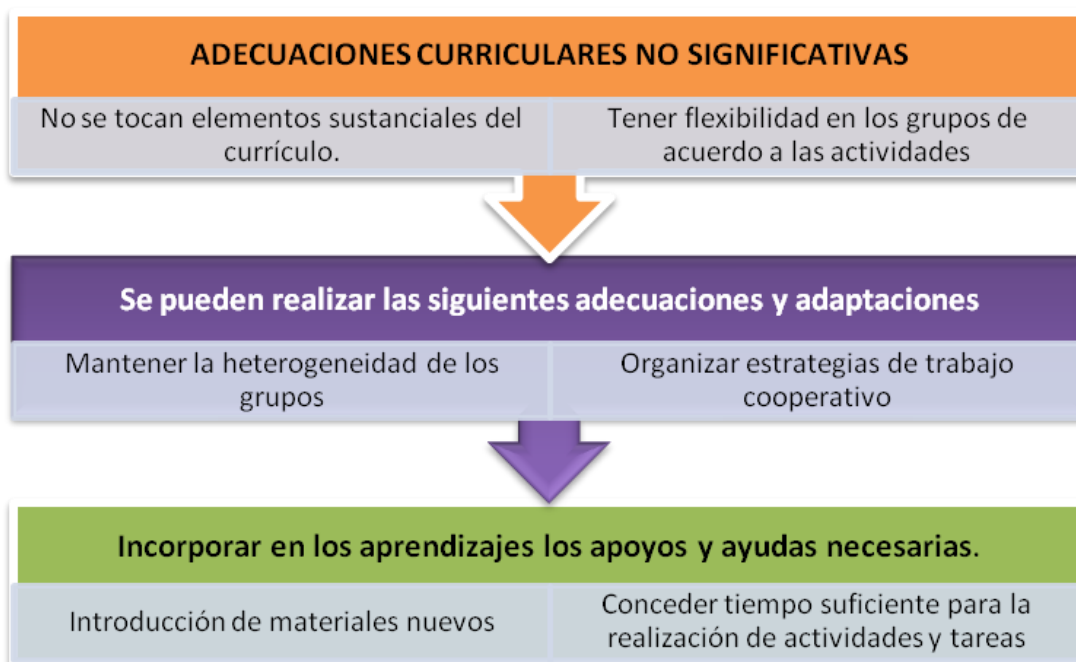 ADECUACIONES CURRICULARES NO SIGNIFICATIVAS
No se tocan elementos sustanciales del
currículo.
Tener flexibilidad en los grupos de
acuerdo a las actividades
Se pueden realizar las siguientes adecuaciones y adaptaciones
Mantener la heterogeneidad de los
grupos
Organizar estrategias de trabajo
cooperativo
Incorporar en los aprendizajes los apoyos y ayudas necesarias.
Introducción de materiales nuevos
Conceder tiempo suficiente para la
realización de actividades y tareas